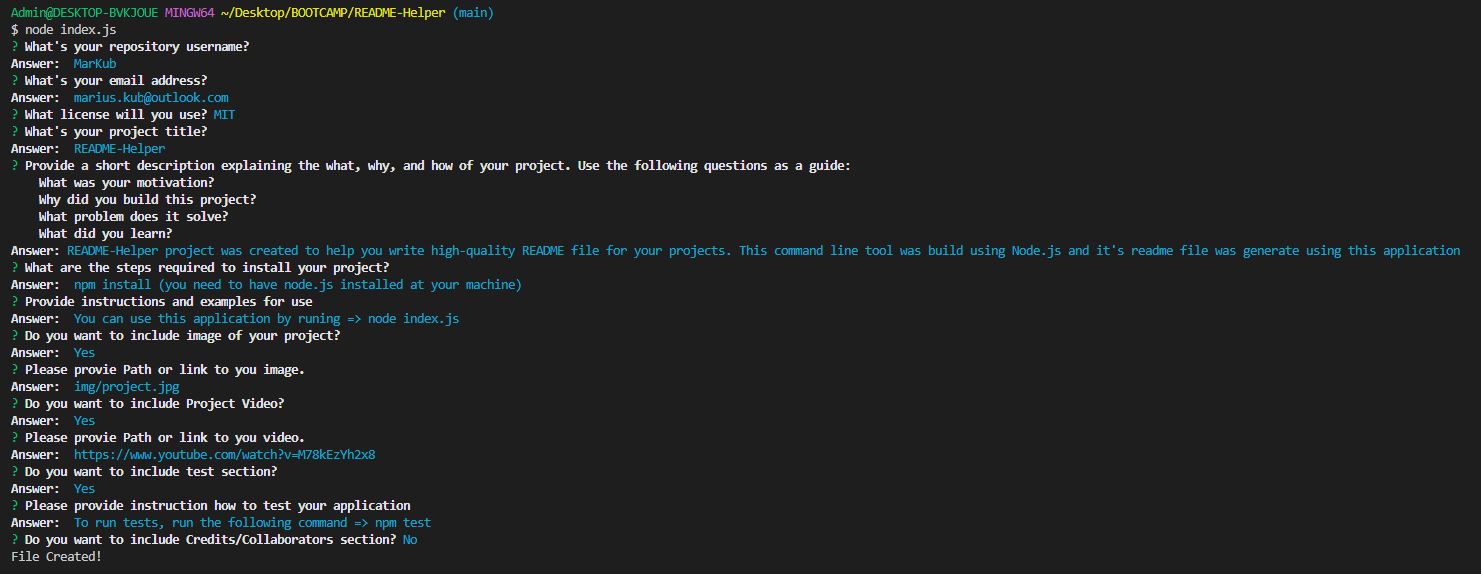 Admin@DESKTOP-BVKJOUE MINGW64 ~/Desktop/BOOTCAMP/README-Helper (main)
$ node index.js
? What's your repository username?
Answer:  MarKub
? What's your email address?
Answer:  marius.kub@outlook.com
? What license will you use? MIT
? What's your project title?
Answer:  README-Helper
? Provide a short description explaining the what, why, and how of your project. Use the following questions as a guide:
What was your motivation?
Why did you build this project?
What problem does it solve?
What did you learn?
Answer: README-Helper project was created to help you write high-quality README file for your projects. This command line tool was build using Node.js and it's readme file was generate using this application
? What are the steps required to install your project?
Answer:  npm install (you need to have node.js installed at your machine)
? Provide instructions and examples for use
Answer:  You can use this application by runing => node index.js
? Do you want to include image of your project?
Answer:  Yes
? Please provie Path or link to you image.
Answer:  img/project.jpg
? Do you want to include Project Video?
Answer:  Yes
? Please provie Path or link to you video.
Answer:  https://www.youtube.com/watch?v=M78kEzYh2x8
? Do you want to include test section?
Answer:  Yes
? Please provide instruction how to test your application
Answer:  To run tests, run the following command => npm test
? Do you want to include Credits/Collaborators section? No
File Created!